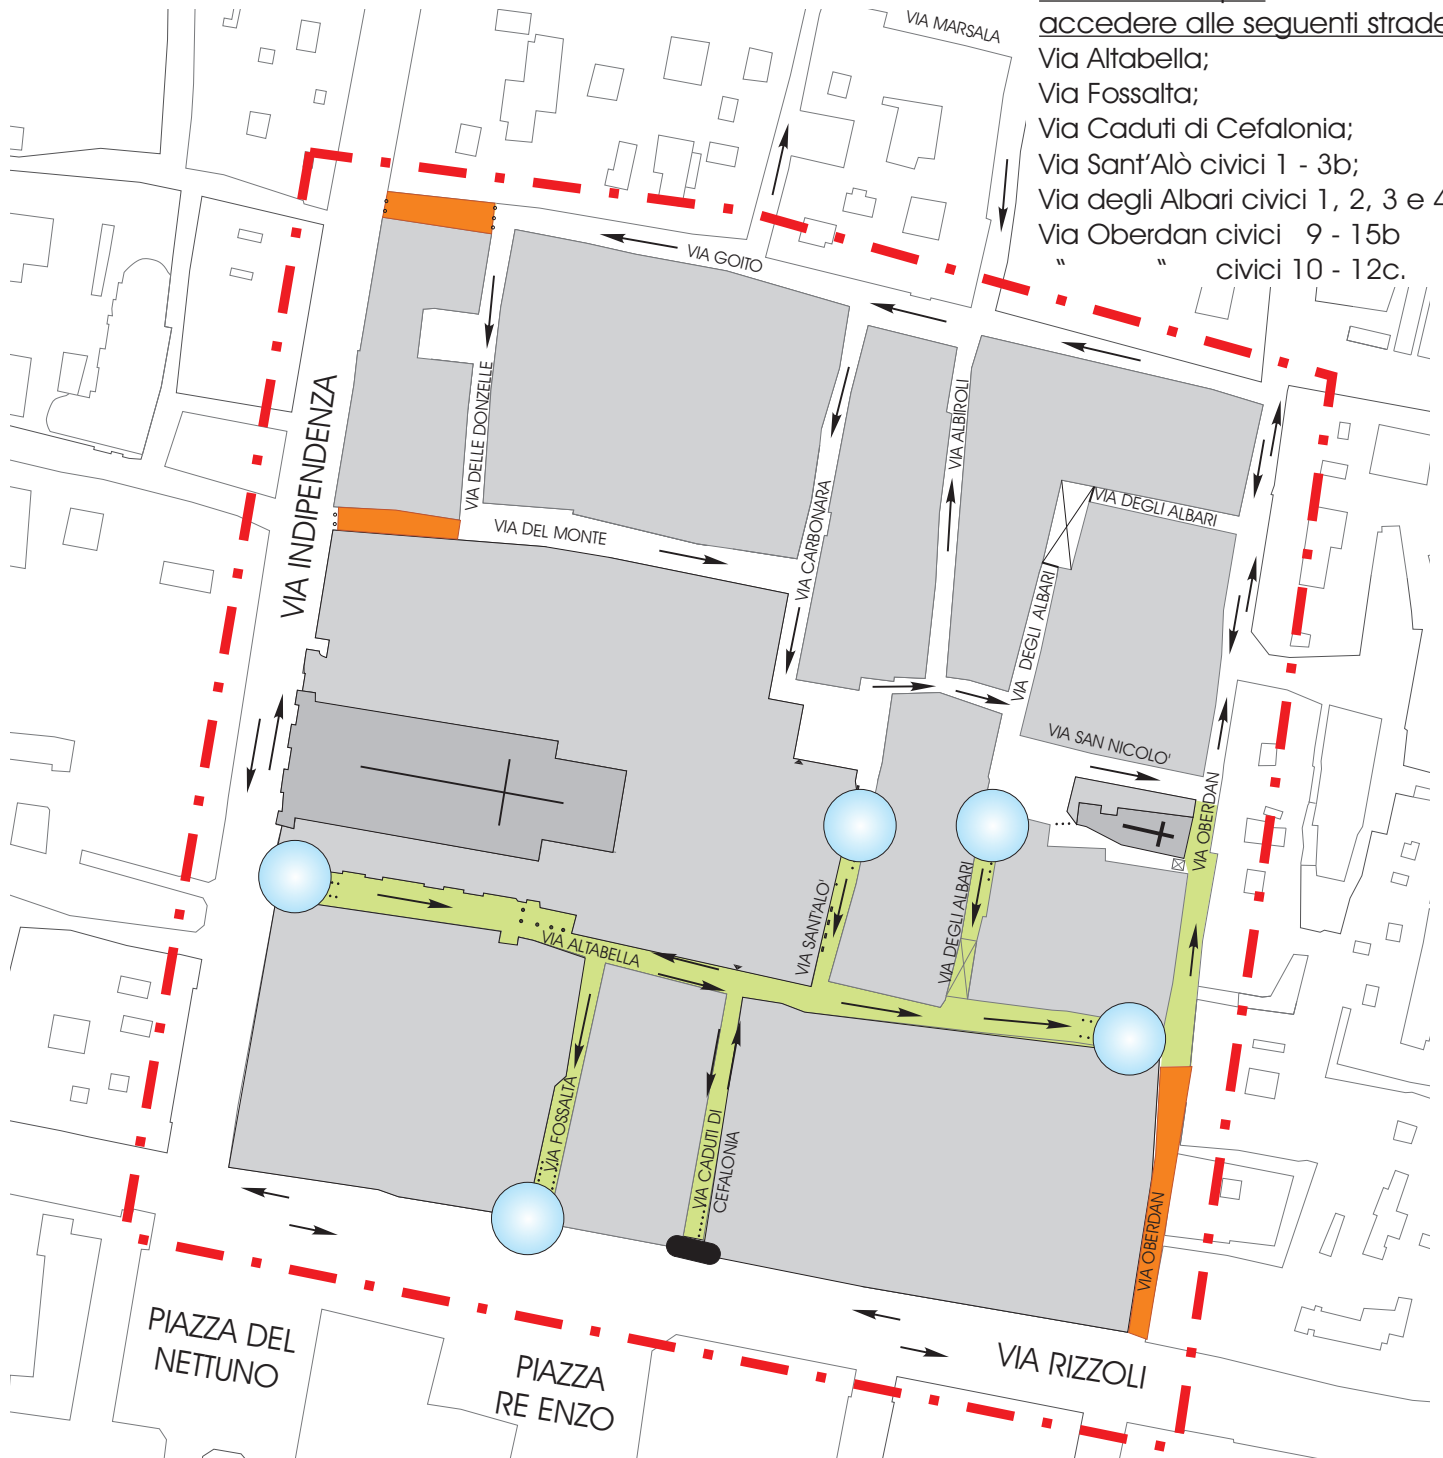 accedere alle seguenti strade
Via Altabella;
Via Fossalta;
Via Caduti di Cefalonia;
Via Sant'Alò civici 1 - 3b;
Via degli Albari civici 1, 2, 3 e 4
Via Oberdan civici 9 - 15b
“ “ civici 10 - 12c.
VIA MARSALA
VIA GOITO
VIA INDIPENDENZA
VIA DELLE DONZELLE
VIA DEL MONTE
VIA CARBONARA
VIA ALBIROLI
VIA DEGLI ALBARI
VIA DEGLI ALBARI
VIA SAN NICOLO'
VIA OBERDAN
VIA SANT'ALO'
VIA DEGLI ALBARI
VIA ALTABELLA
VIA FOSSALTA
VIA CADUTI DI
CEFALONIA
VIA OBERDAN
PIAZZA DEL
NETTUNO
PIAZZA
RE ENZO
VIA RIZZOLI